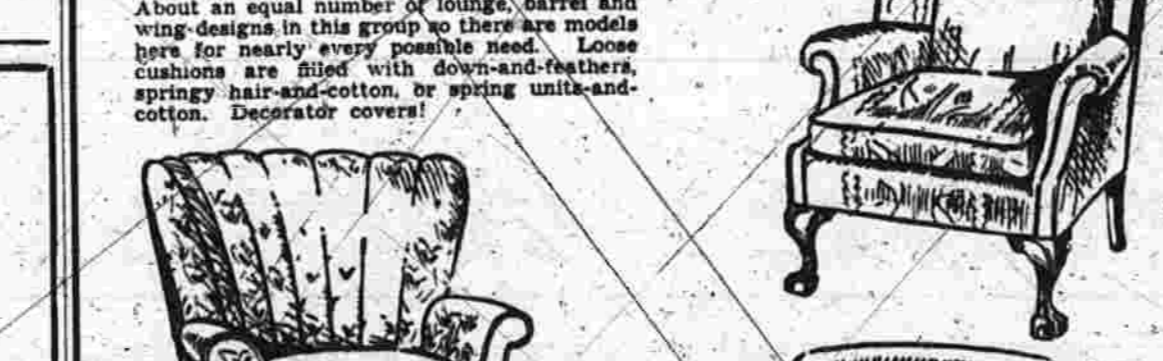 About an equal number of lounge, barrel and
wing-designs in this group so there are models
here for nearly every possible need. Loose
cushions are filled with down-and-feathers,
springy hair-and-cotton, or spring units-and-
cotton. Decorator covers!